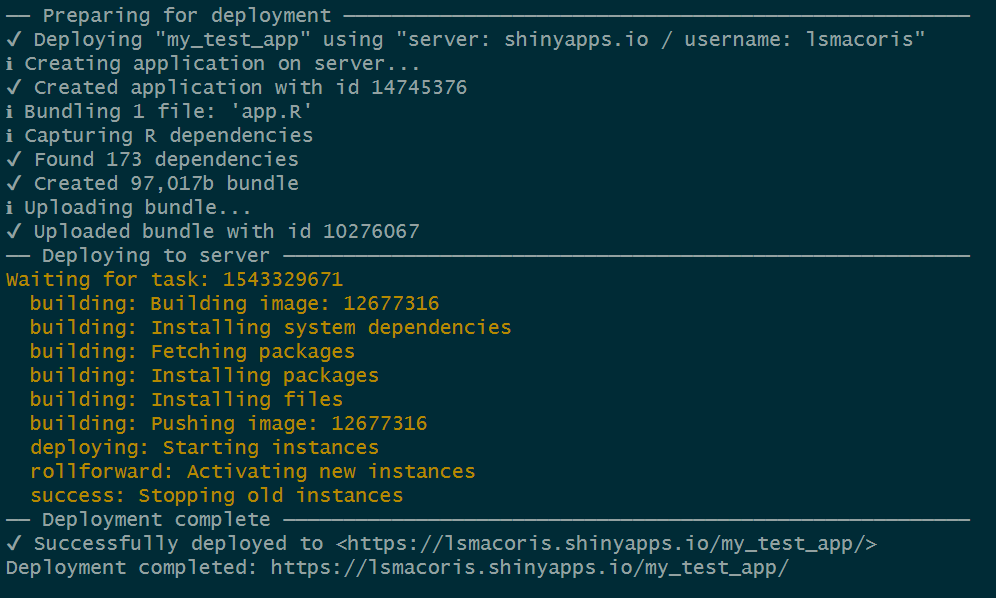 ── Preparing for deployment ──────────────────────────────────────────
✔ Deploying "my_test_app" using "server: shinyapps.io / username: lsmacoris"
ℹ Creating application on server...
✔ Created application with id 14745376
ℹ Bundling 1 file: 'app.R'
ℹ Capturing R dependencies
✔ Found 173 dependencies
✔ Created 97,017b bundle
ℹ Uploading bundle...
✔ Uploaded bundle with id 10276067
── Deploying to server ──────────────────────────────────────────
Waiting for task: 1543329671
  building: Building image: 12677316
  building: Installing system dependencies
  building: Fetching packages
  building: Installing packages
  building: Installing files
  building: Pushing image: 12677316
  deploying: Starting instances
  rollforward: Activating new instances
  success: Stopping old instances
── Deployment complete ──────────────────────────────────────────
✔ Successfully deployed to <https://lsmacoris.shinyapps.io/my_test_app/>
Deployment completed: https://lsmacoris.shinyapps.io/my_test_app/